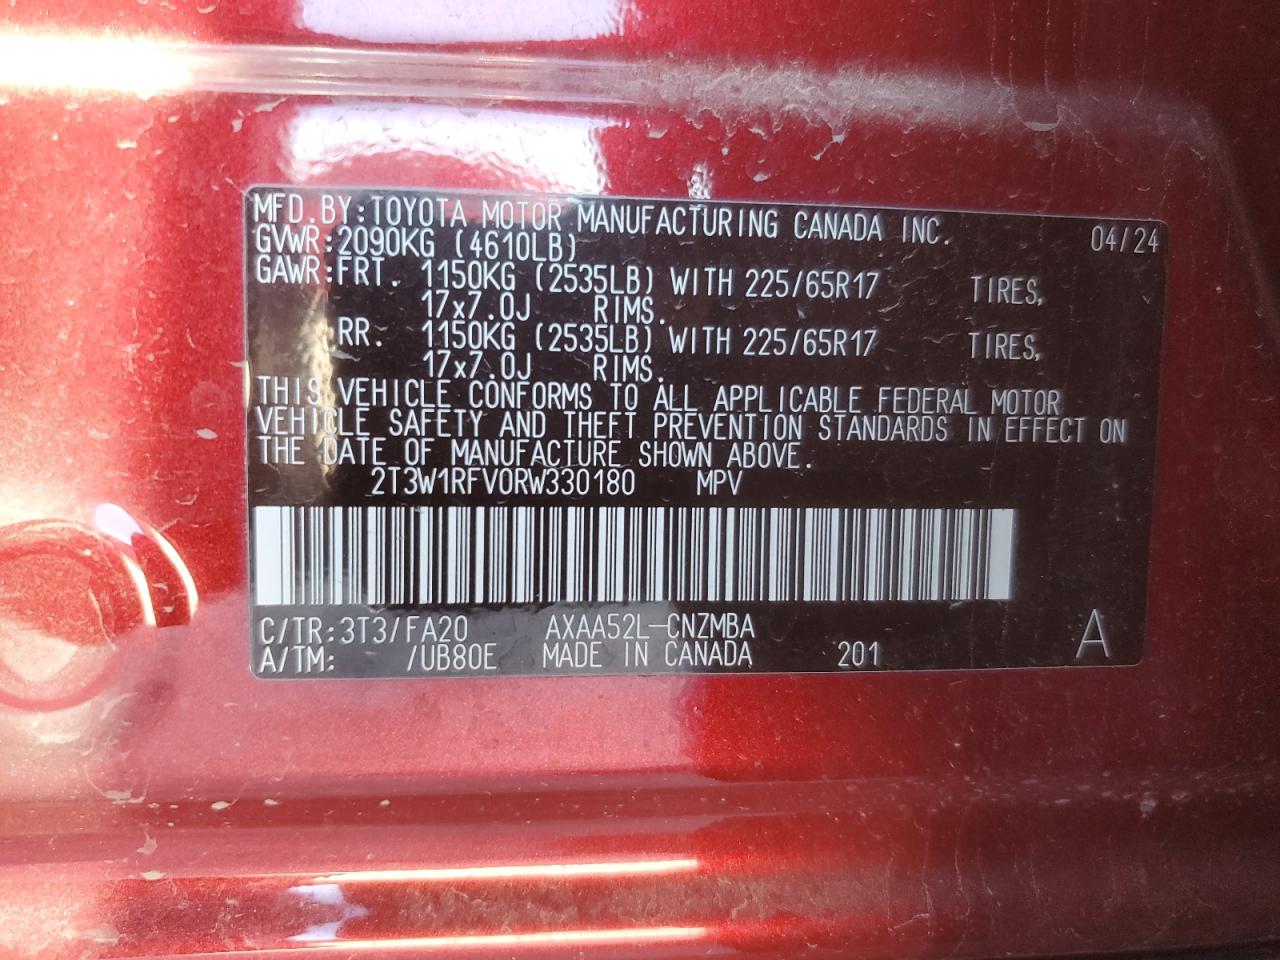 MFD.BY:TOYOTA MOTOR MANUFACTURING CANADA INC. 04/24
GVWR:2090KG (4610LB)
GAWR:FRT. 1150KG (2535LB) WITH 225/65R17 TIRES,
17x7.0J RIMS.
RR. 1150KG (2535LB) WITH 225/65R17 TIRES,
17x7.0J RIMS.
THIS VEHICLE CONFORMS TO ALL APPLICABLE FEDERAL MOTOR
VEHICLE SAFETY AND THEFT PREVENTION STANDARDS IN EFFECT ON
THE DATE OF MANUFACTURE SHOWN ABOVE.
2T3W1RFV0RW330180 MPV
C/TR:3T3/FA20 AXAA52L-CNZMBA A
A/TM: /UB80E MADE IN CANADA 201